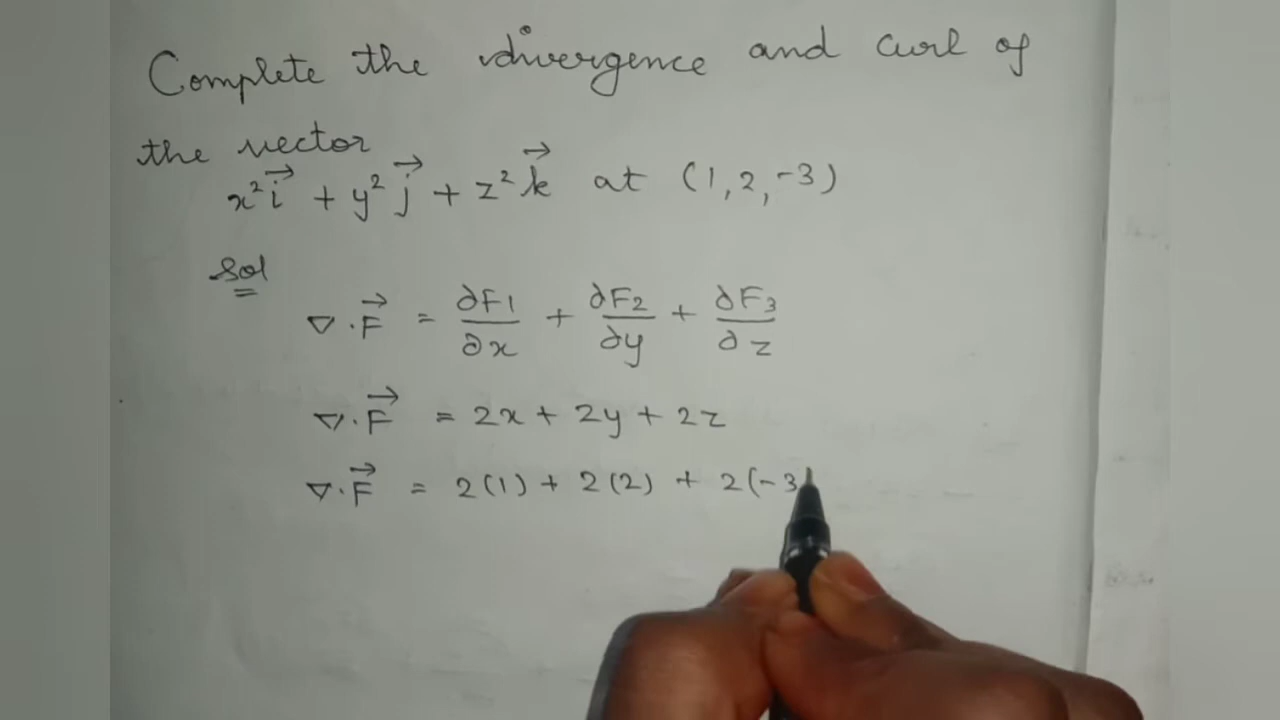 Complete the divergence and curl of
the vector
x²i⃗ + y²j⃗ + z²k⃗ at (1,2,-3)
Sol
∇.F⃗ = ∂F1/∂x + ∂F2/∂y + ∂F3/∂z
∇.F⃗ = 2x + 2y + 2z
∇.F⃗ = 2(1) + 2(2) + 2(-3